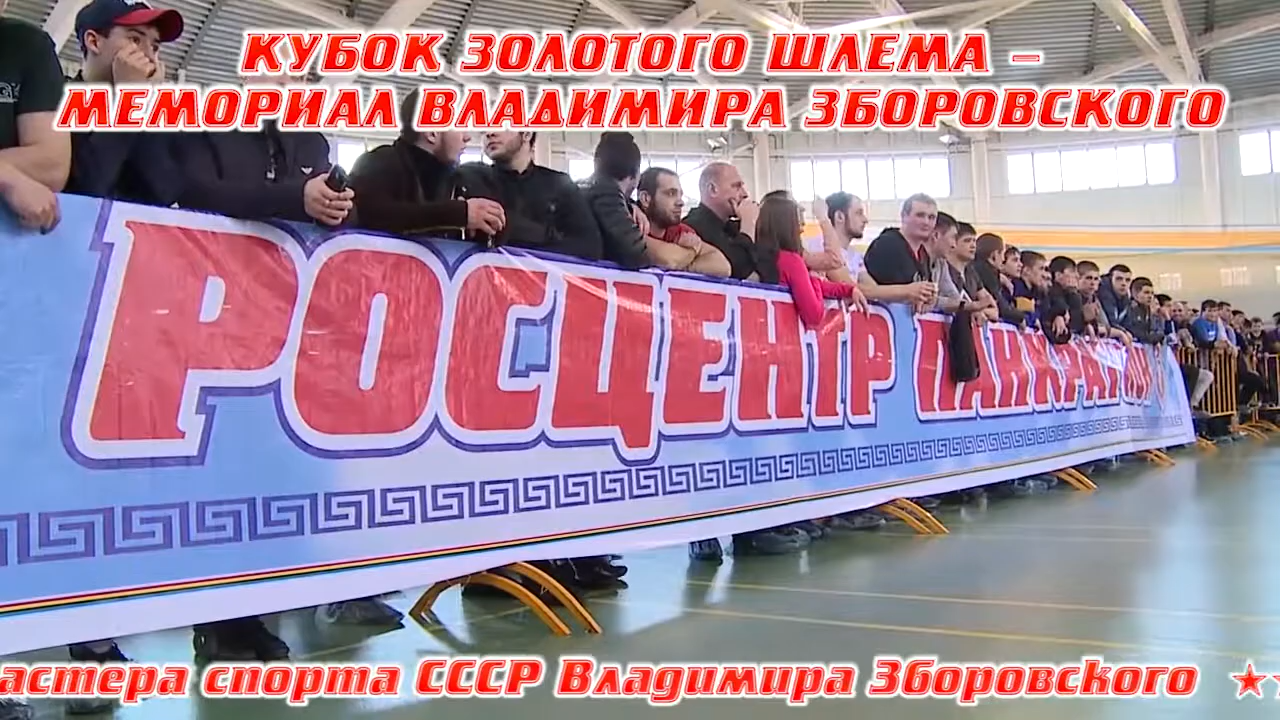 КУБОК ЗОЛОТОГО ШЛЕМА –
МЕМОРИАЛ ВЛАДИМИРА ЗБОРОВСКОГО
РОСЦЕНТР
астера спорта СССР Владимира Зборовского